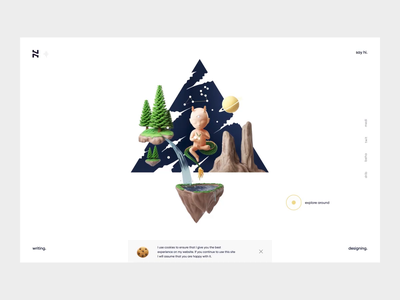 say hi.
explore around
writing.
designing.
I use cookies to ensure that I give you the best
experience on my website. If you continue to use this site
I will assume that you are happy with it.